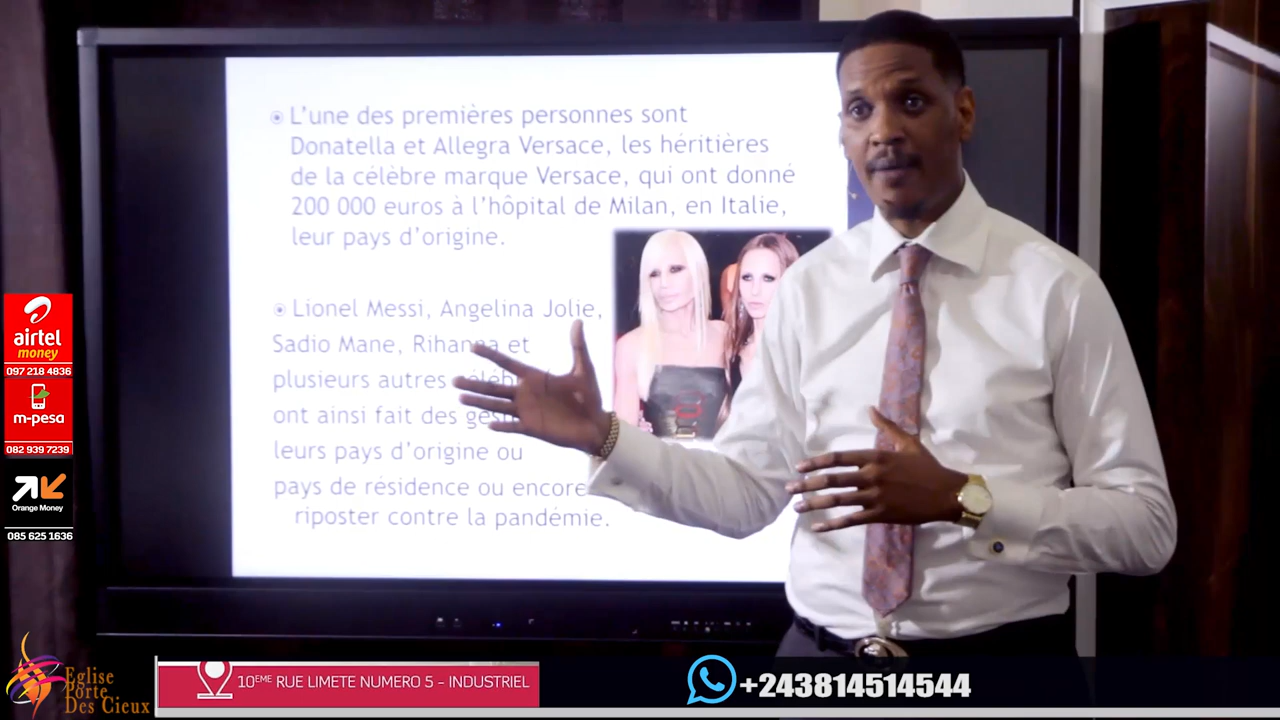 L'une des premières personnes sont
Donatella et Allegra Versace, les héritières
de la célèbre marque Versace, qui ont donné
200 000 euros à l'hôpital de Milan, en Italie,
leur pays d'origine.
Lionel Messi, Angelina Jolie,
Sadio Mane, Rihanna et
plusieurs autres
ont ainsi fait des
leurs pays d'origine ou
pays de résidence ou encore
riposter contre la pandémie.
airtel
money
097 218 4836
m-pesa
082 939 7239
Orange Money
085 625 1636
Eglise
Porte
Des Cieux
10EME RUE LIMETE NUMERO 5 - INDUSTRIEL
+243814514544